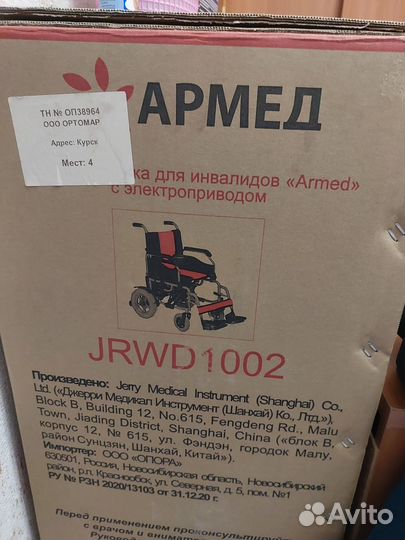 АРМЕД
ТН № ОП38964
ООО ОРТОМАР
Адрес: Курск
Мест: 4
для инвалидов «Armed»
с электроприводом
JRWD1002
Произведено: Jerry Medical Instrument (Shanghai) Co.,
Ltd. («Джерри Медикал Инструмент (Шанхай) Ко., Лтд.»),
Block B, Building 12, No.615, Fengdeng Rd., Malu
Town, Jiading District, Shanghai, China («блок В,
корпус 12, № 615, ул. Фэндэн, городок Малу,
район Сунцзян, Шанхай, Китай»).
Импортер: ООО «ОПОРА»
630501, Россия, Новосибирская область, Новосибирский
район, р.п. Краснообск, ул. Северная, д. 5, пом. №1
РУ № РЗН 2020/13103 от 31.12.20 г.
Перед применением
с врачом и
Avito